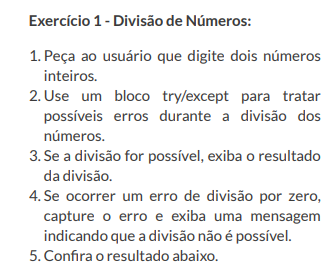 Exercício 1 - Divisão de Números:
1. Peça ao usuário que digite dois números
inteiros.
2. Use um bloco try/except para tratar
possíveis erros durante a divisão dos
números.
3. Se a divisão for possível, exiba o resultado
da divisão.
4. Se ocorrer um erro de divisão por zero,
capture o erro e exiba uma mensagem
indicando que a divisão não é possível.
5. Confira o resultado abaixo.